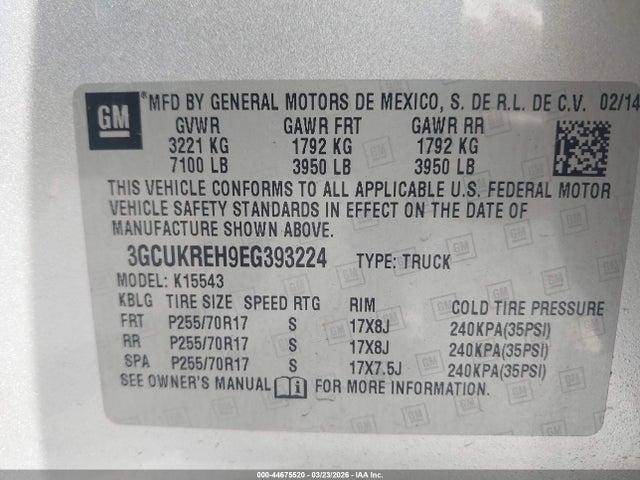 GM ® MFD BY GENERAL MOTORS DE MEXICO, S. DE R.L. DE C.V. 02/14
GVWR GAWR FRT GAWR RR
3221 KG 1792 KG 1792 KG
7100 LB 3950 LB 3950 LB
THIS VEHICLE CONFORMS TO ALL APPLICABLE U.S. FEDERAL MOTOR
VEHICLE SAFETY STANDARDS IN EFFECT ON THE DATE OF
MANUFACTURE SHOWN ABOVE.
3GCUKREH9EG393224 TYPE: TRUCK
MODEL: K15543
KBLG TIRE SIZE SPEED RTG RIM COLD TIRE PRESSURE
FRT P255/70R17 S 17X8J 240KPA(35PSI)
RR P255/70R17 S 17X8J 240KPA(35PSI)
SPA P255/70R17 S 17X7.5J 240KPA(35PSI)
SEE OWNER'S MANUAL i FOR MORE INFORMATION.
000-44675520 | 03/23/2026 - IAAI, Inc.